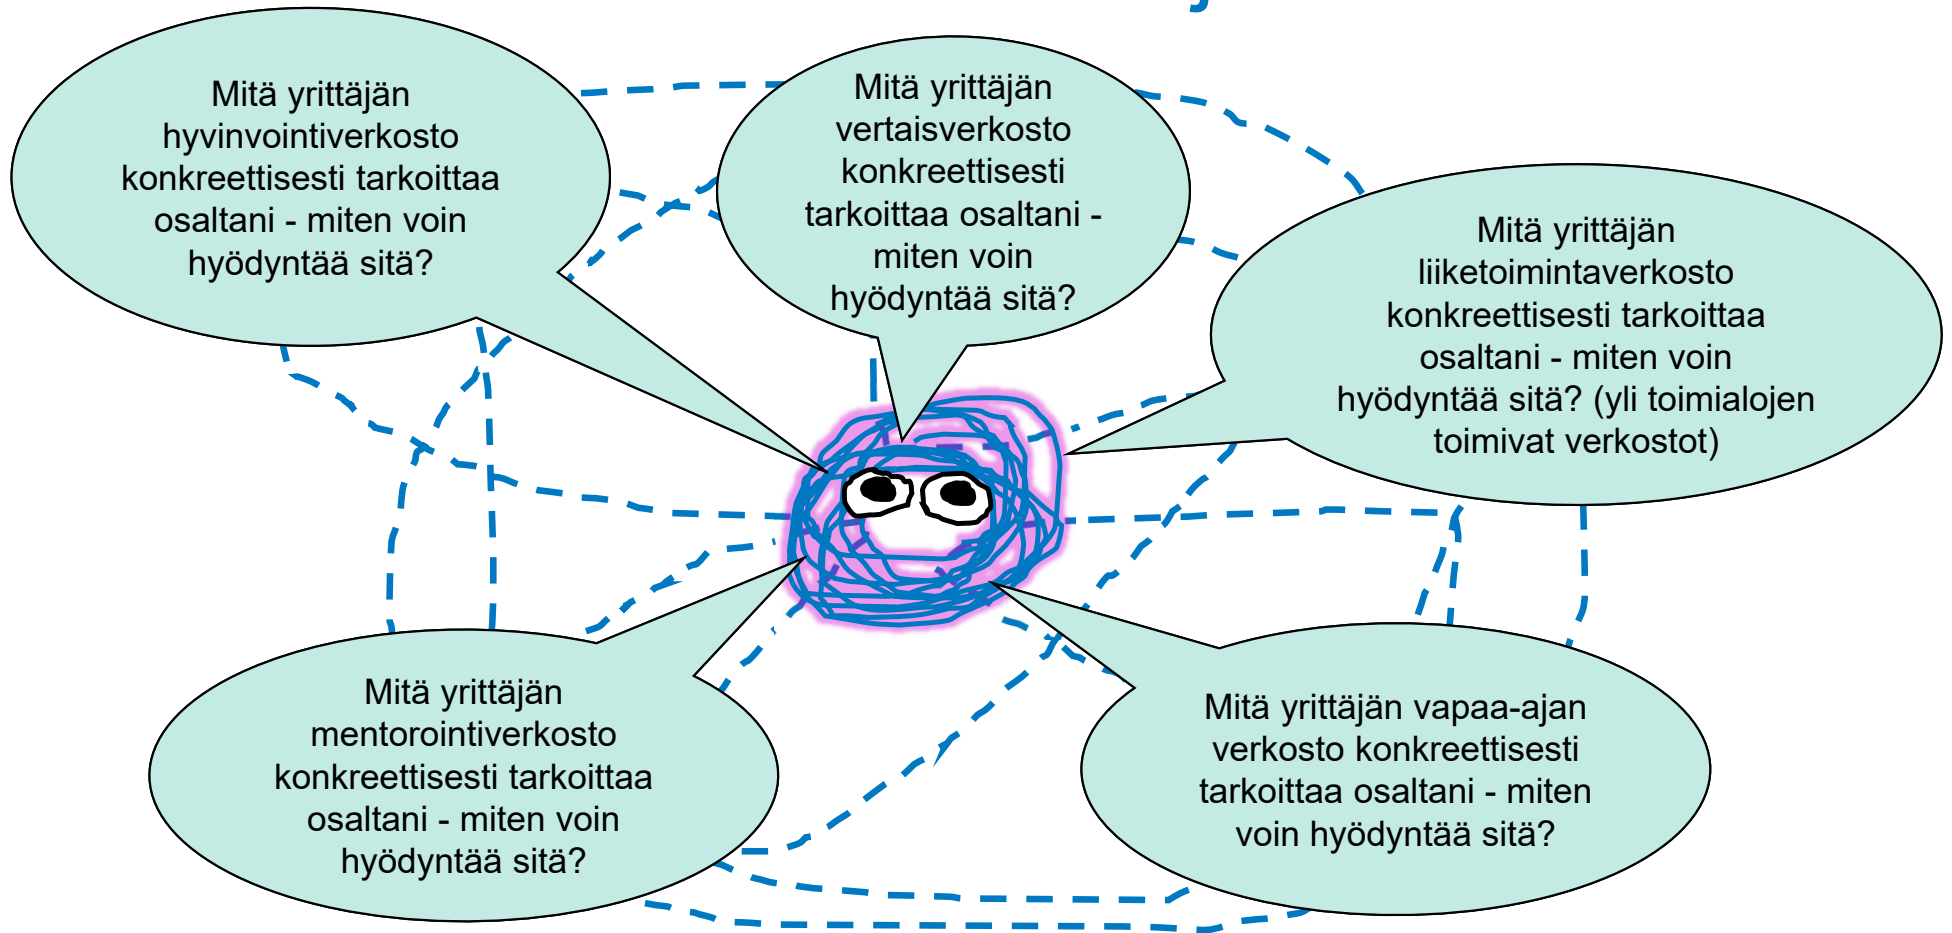 Mitä yrittäjän
hyvinvointiverkosto
konkreettisesti tarkoittaa
osaltani - miten voin
hyödyntää sitä?
Mitä yrittäjän
vertaisverkosto
konkreettisesti
tarkoittaa osaltani -
miten voin
hyödyntää sitä?
Mitä yrittäjän
liiketoimintaverkosto
konkreettisesti tarkoittaa
osaltani - miten voin
hyödyntää sitä? (yli toimialojen
toimivat verkostot)
Mitä yrittäjän
mentorointiverkosto
konkreettisesti tarkoittaa
osaltani - miten voin
hyödyntää sitä?
Mitä yrittäjän vapaa-ajan
verkosto konkreettisesti
tarkoittaa osaltani - miten
voin hyödyntää sitä?